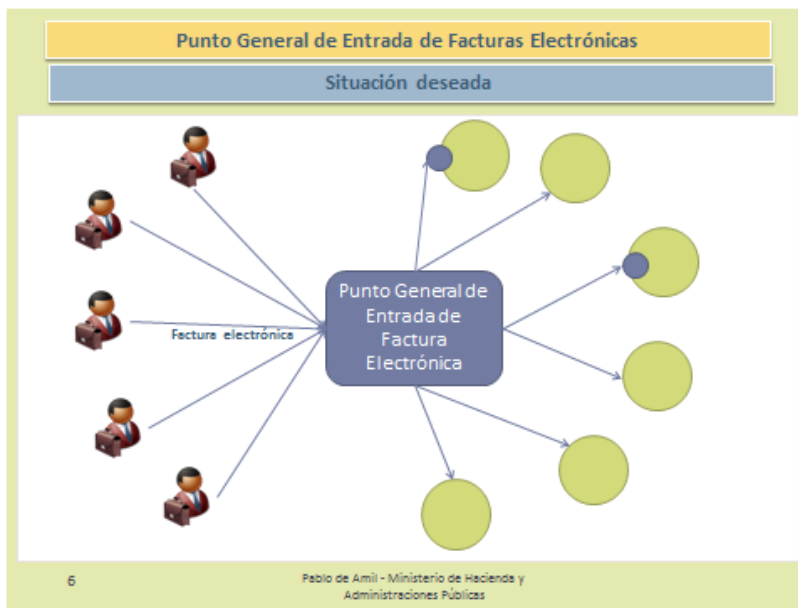 Punto General de Entrada de Facturas Electrónicas
Situación deseada
Factura electrónica
Punto General de
Entrada de
Factura
Electrónica
6
Pablo de Amil - Ministerio de Hacienda y
Administraciones Públicas